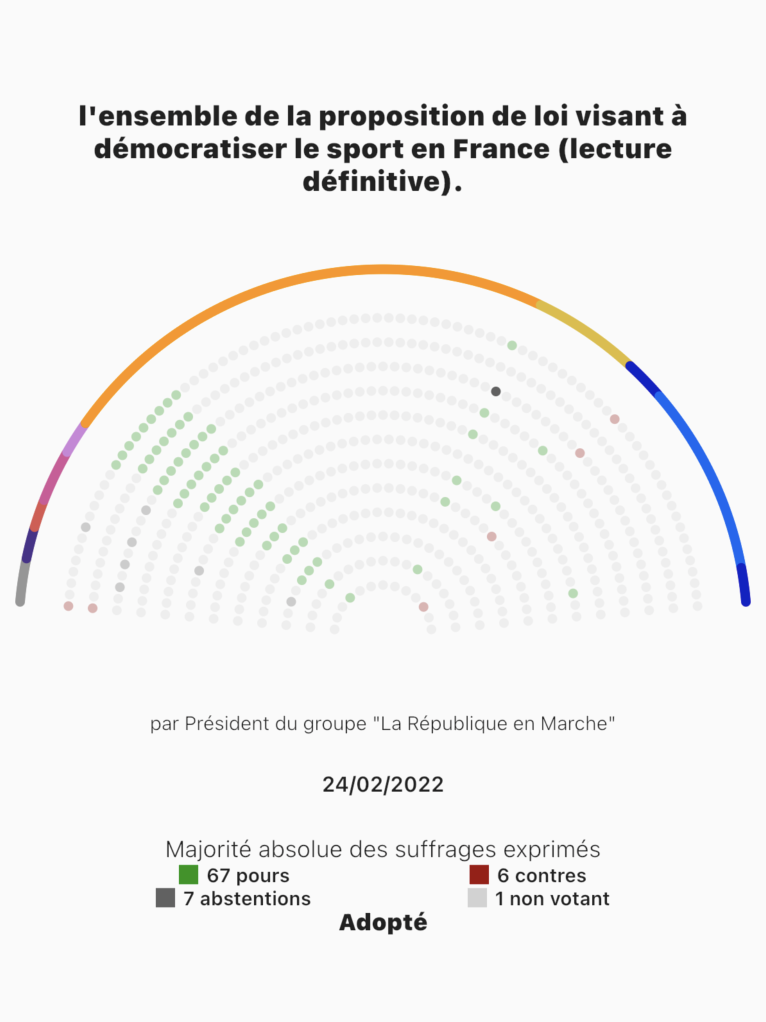 l'ensemble de la proposition de loi visant à
démocratiser le sport en France (lecture
définitive).
par Président du groupe "La République en Marche"
24/02/2022
Majorité absolue des suffrages exprimés
67 pours
6 contres
7 abstentions
1 non votant
Adopté